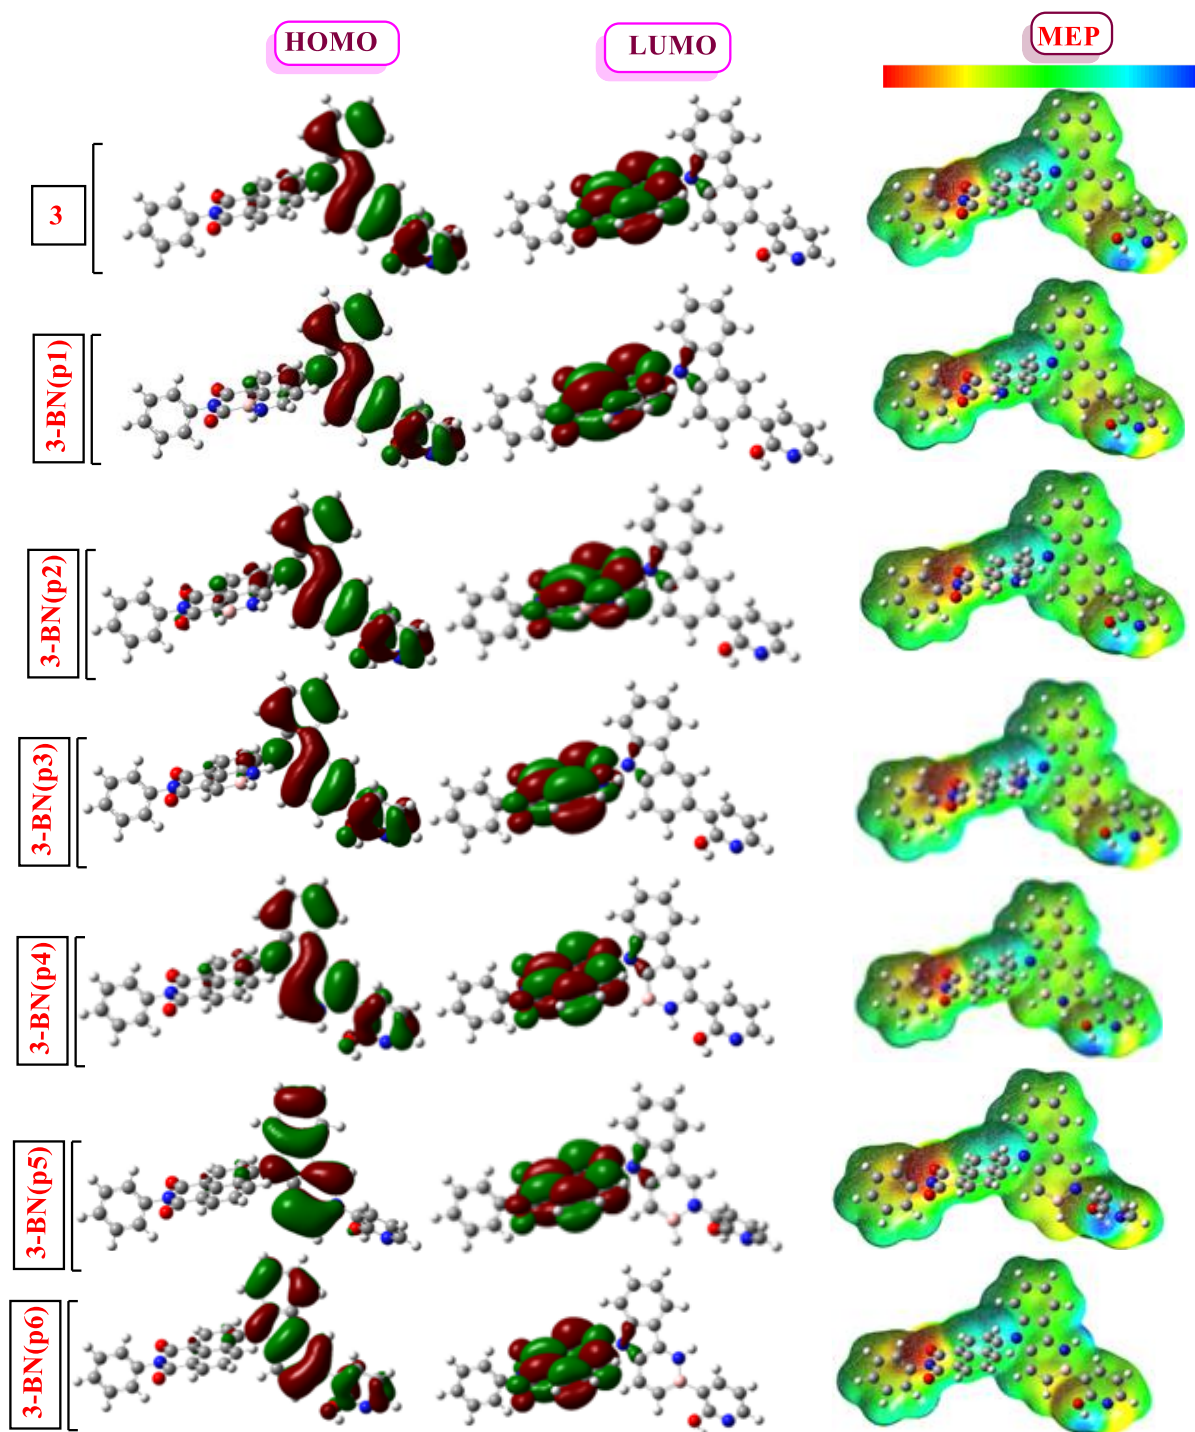 HOMO
LUMO
MEP
3
3-BN(p1)
3-BN(p2)
3-BN(p3)
3-BN(p4)
3-BN(p5)
3-BN(p6)